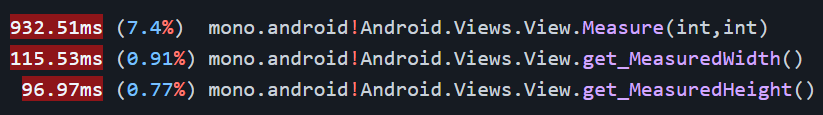 932.51ms (7.4%)  mono.android!Android.Views.View.Measure(int,int)
115.53ms (0.91%) mono.android!Android.Views.View.get_MeasuredWidth()
96.97ms (0.77%) mono.android!Android.Views.View.get_MeasuredHeight()